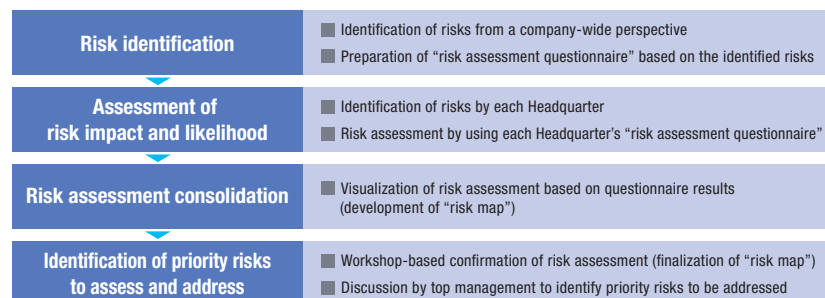 Risk identification
Identification of risks from a company-wide perspective
Preparation of “risk assessment questionnaire” based on the identified risks
Assessment of
risk impact and likelihood
Identification of risks by each Headquarter
Risk assessment by using each Headquarter’s “risk assessment questionnaire”
Risk assessment consolidation
Visualization of risk assessment based on questionnaire results
(development of “risk map”)
Identification of priority risks
to assess and address
Workshop-based confirmation of risk assessment (finalization of “risk map”)
Discussion by top management to identify priority risks to be addressed